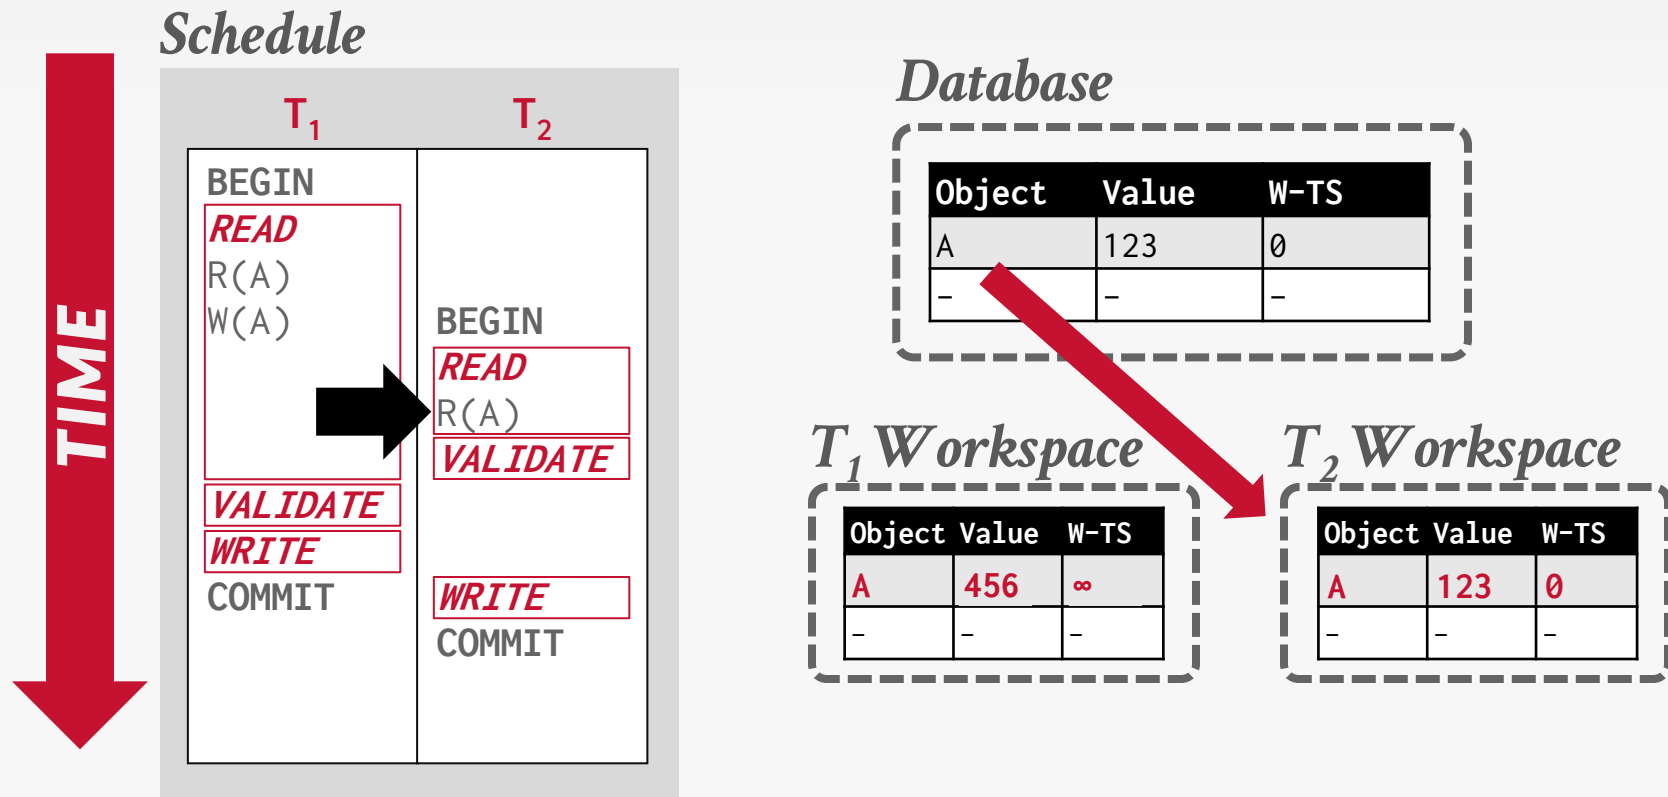 Schedule
TIME
T1 T2
BEGIN
READ
R(A)
W(A)
VALIDATE
WRITE
COMMIT
BEGIN
READ
R(A)
VALIDATE
WRITE
COMMIT
Database
Object Value W-TS
A 123 0
- - -
T1 Workspace
Object Value W-TS
A 456 ∞
- - -
T2 Workspace
Object Value W-TS
A 123 0
- - -